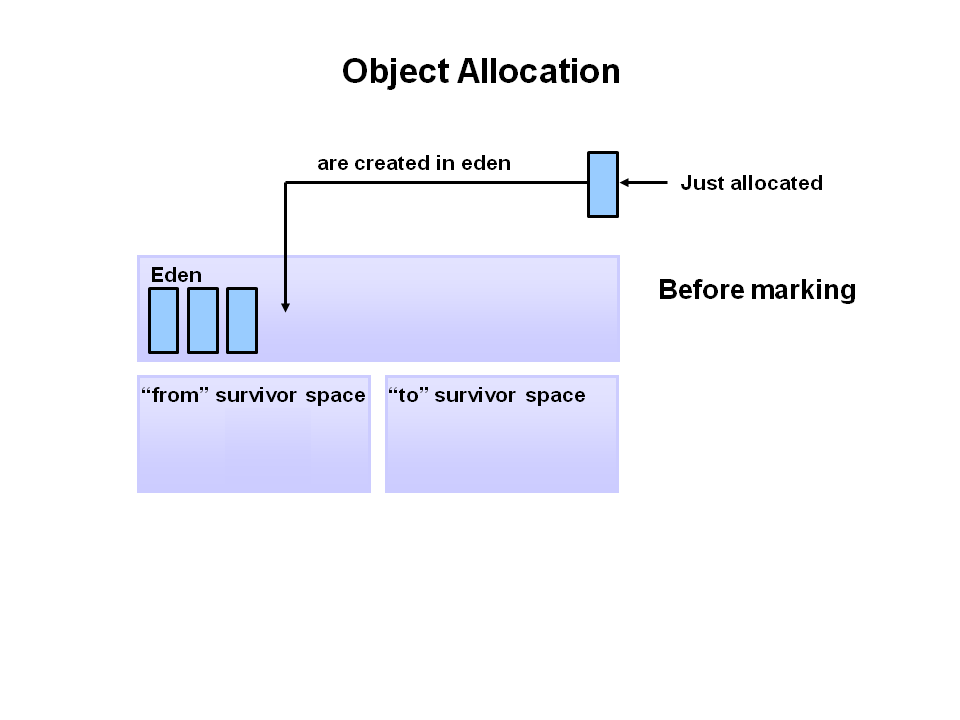 Object Allocation
are created in eden
Just allocated
Eden
Before marking
“from” survivor space
“to” survivor space